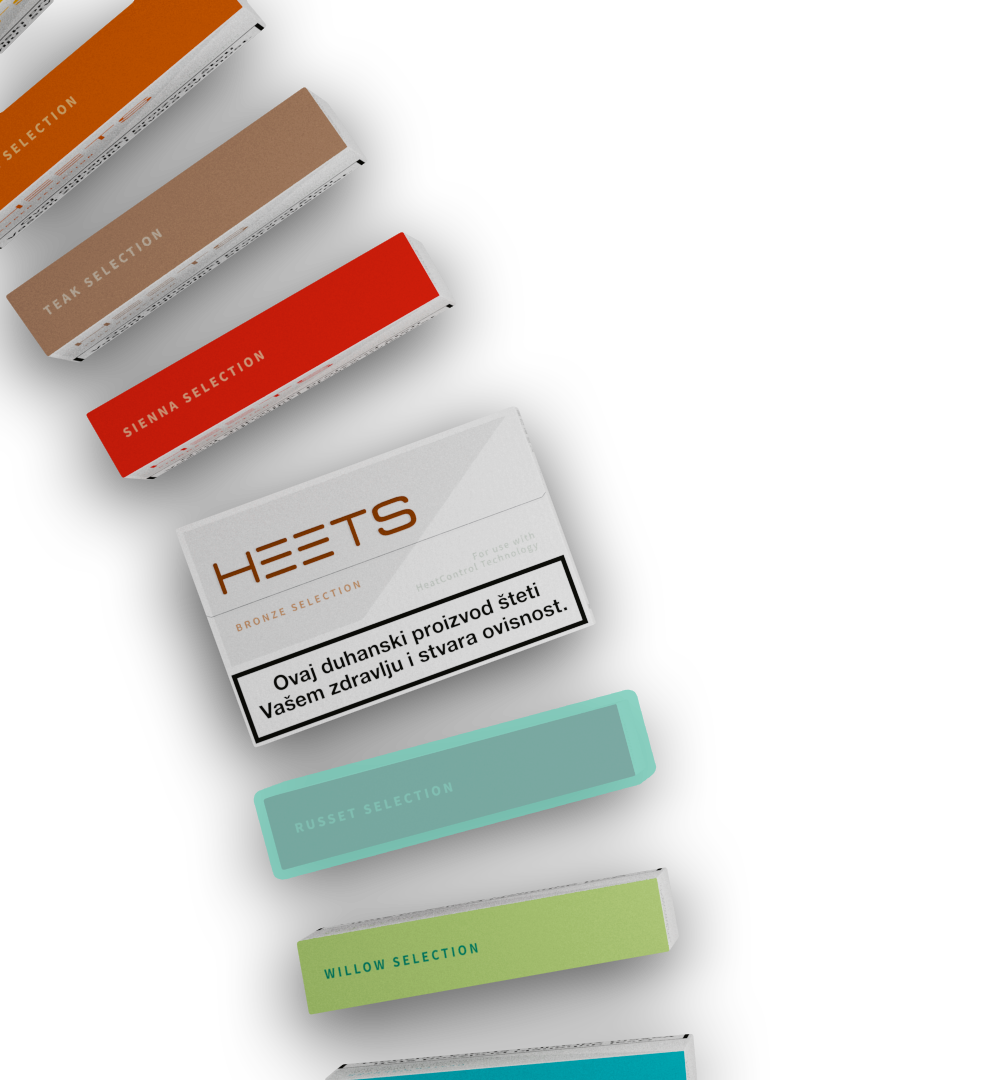 SELECTION
TEAK SELECTION
SIENNA SELECTION
HEETS
BRONZE SELECTION
For use with
HeatControl Technology
Ovaj duhanski proizvod šteti
Vašem zdravlju i stvara ovisnost.
RUSSET SELECTION
WILLOW SELECTION